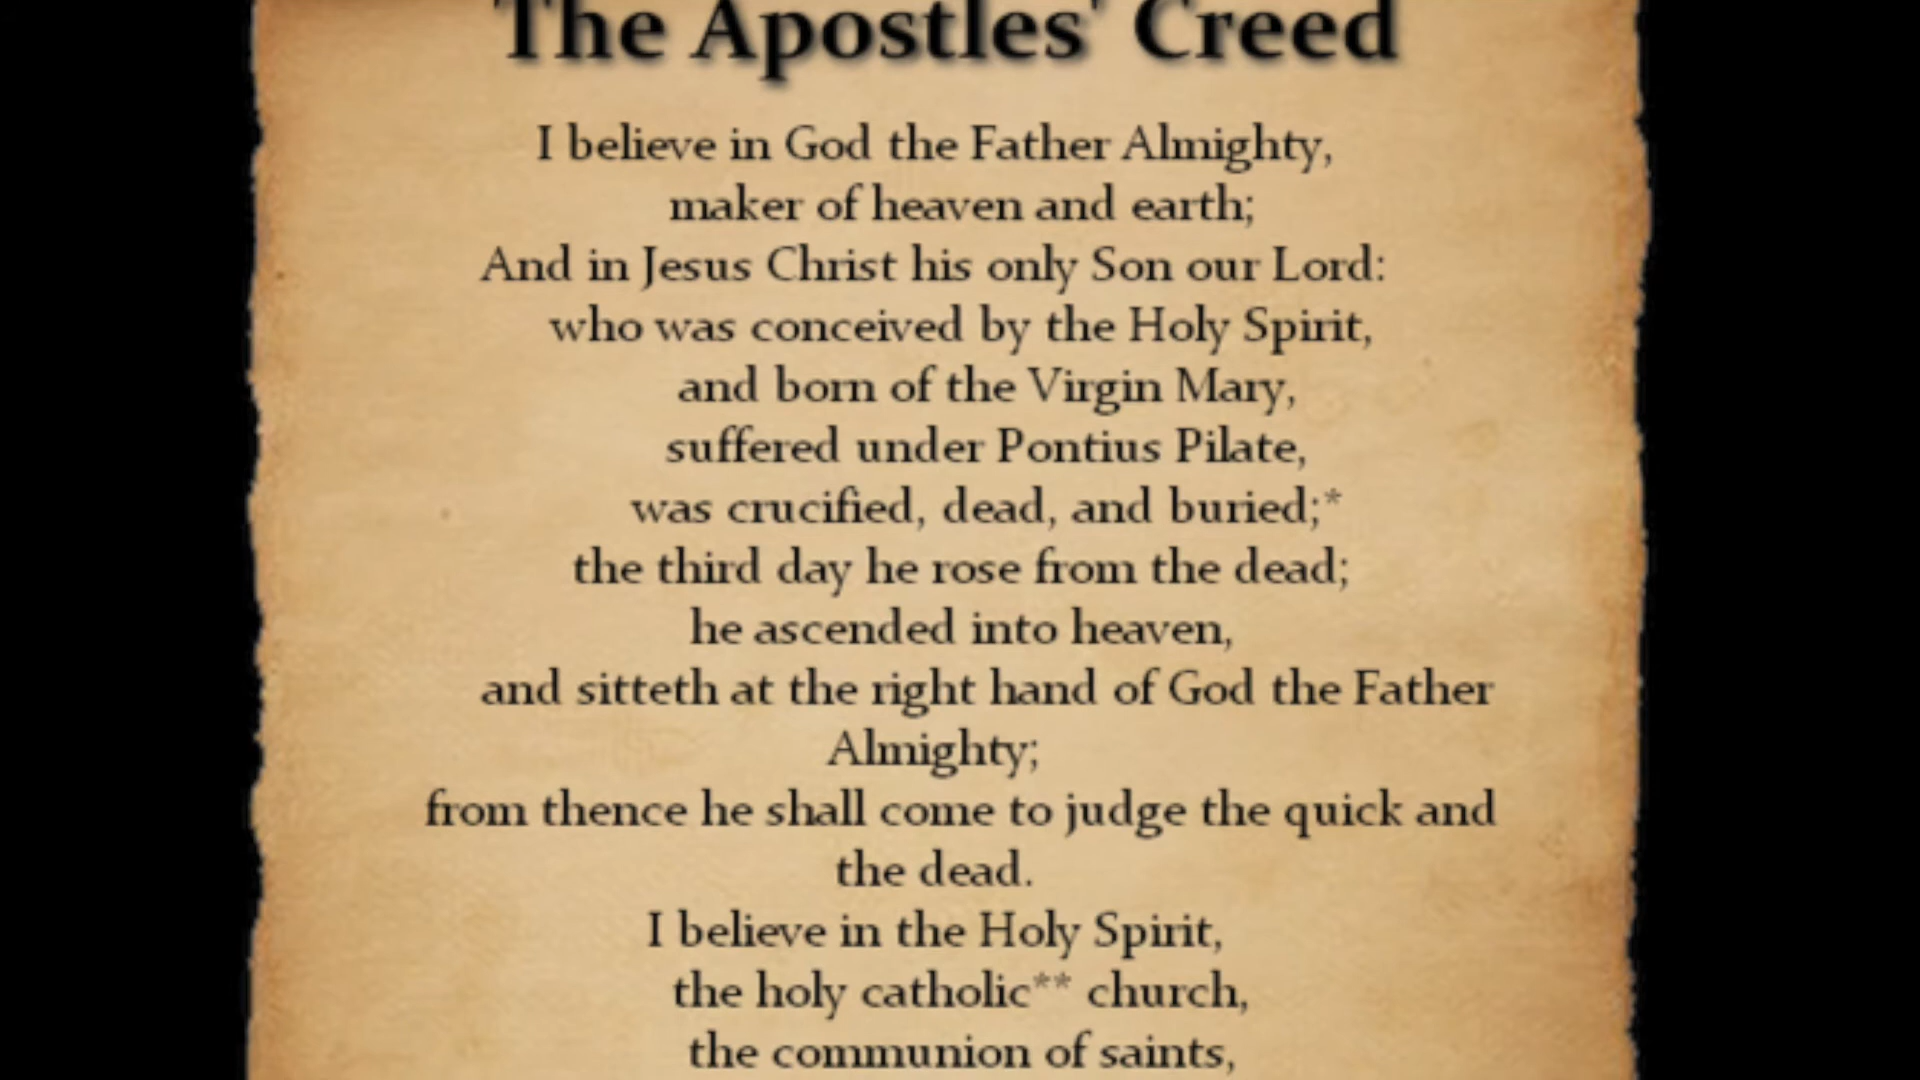 The Apostles' Creed
I believe in God the Father Almighty,
maker of heaven and earth;
And in Jesus Christ his only Son our Lord:
who was conceived by the Holy Spirit,
and born of the Virgin Mary,
suffered under Pontius Pilate,
was crucified, dead, and buried;*
the third day he rose from the dead;
he ascended into heaven,
and sitteth at the right hand of God the Father
Almighty;
from thence he shall come to judge the quick and
the dead.
I believe in the Holy Spirit,
the holy catholic** church,
the communion of saints,